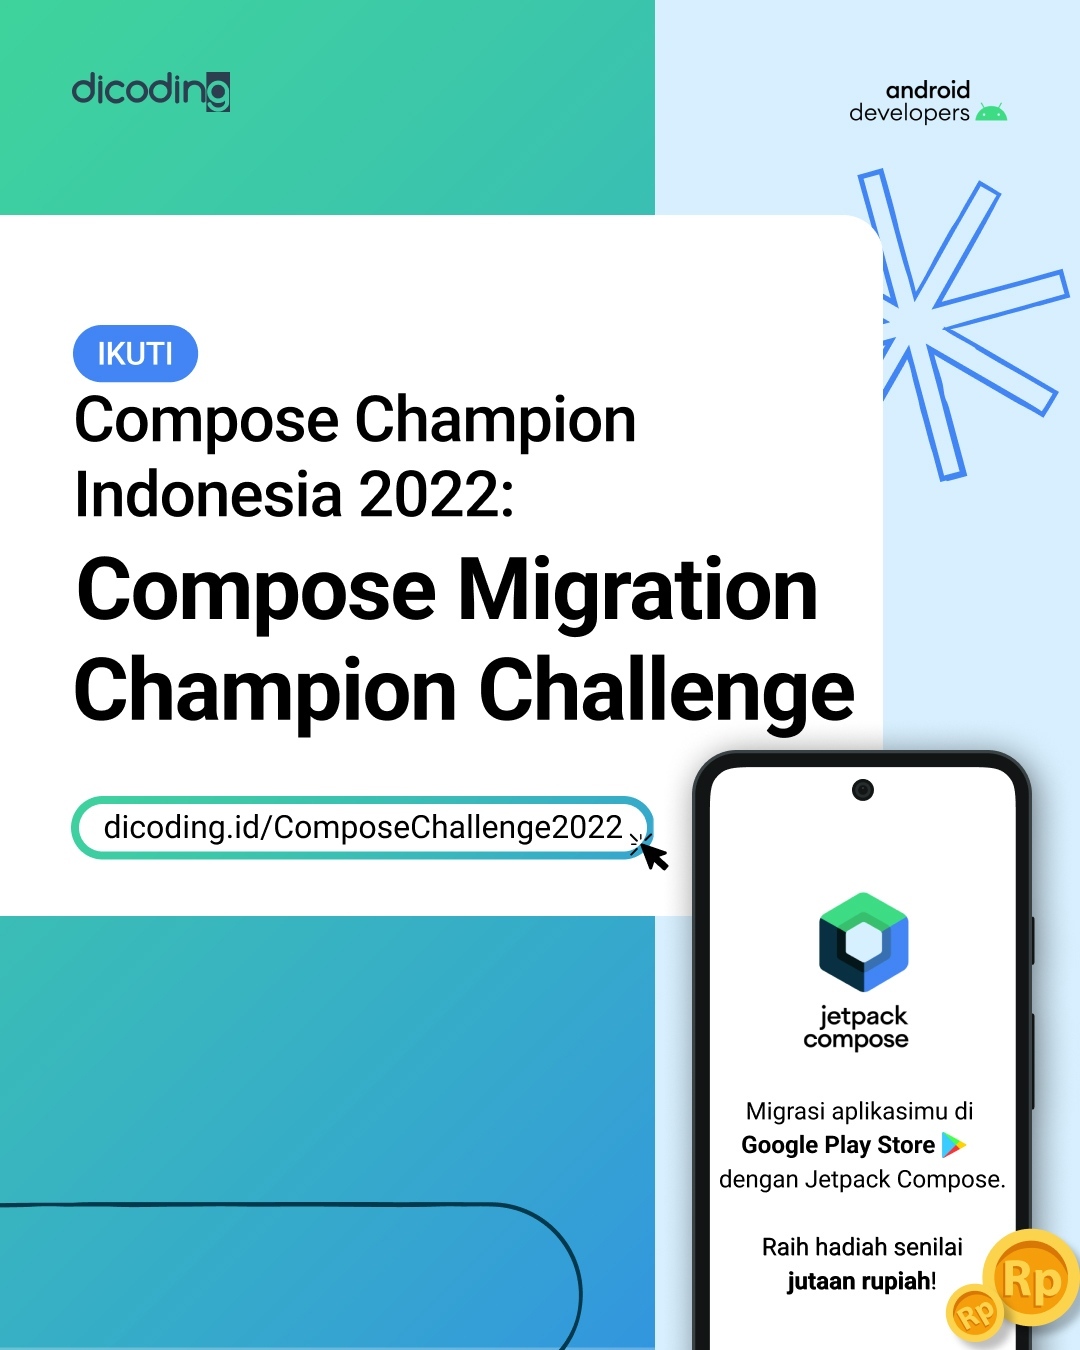 dicoding
android
developers
IKUTI
Compose Champion
Indonesia 2022:
Compose Migration
Champion Challenge
dicoding.id/ComposeChallenge2022
jetpack
compose
Migrasi aplikasimu di
Google Play Store
dengan Jetpack Compose.
Raih hadiah senilai
jutaan rupiah!
Rp
Rp